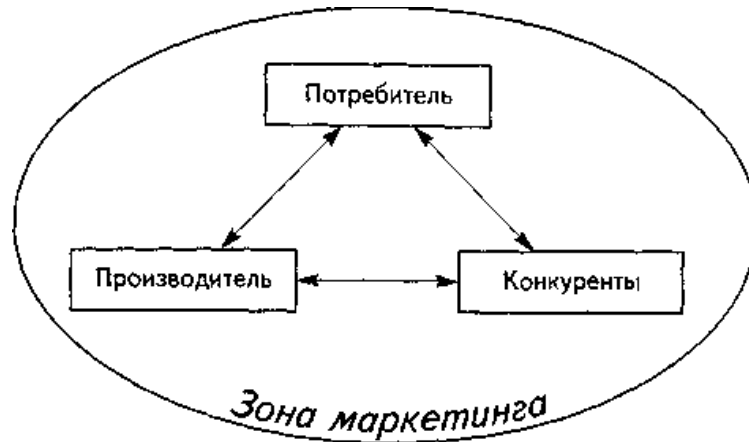 Потребитель
Производитель
Конкуренты
Зона маркетинга